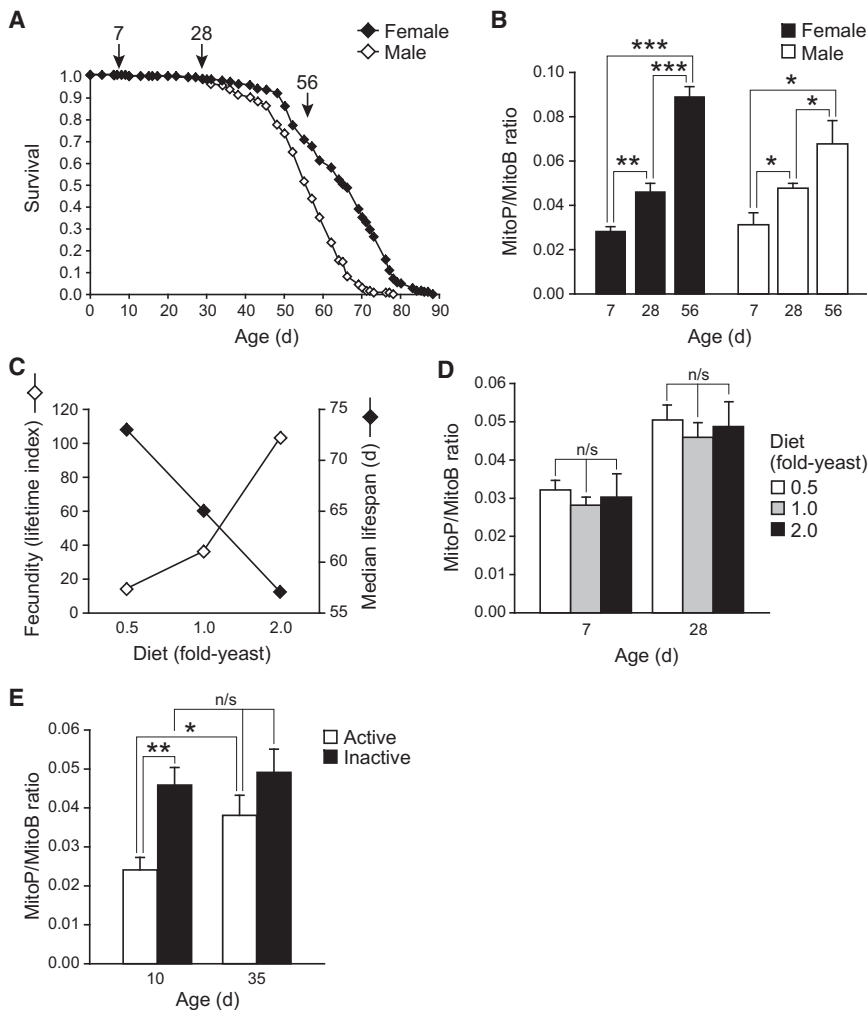 A
7
28
56
Female
Male
1.0
0.9
0.8
0.7
0.6
0.5
0.4
0.3
0.2
0.1
0.0
Survival
0 10 20 30 40 50 60 70 80 90
Age (d)
B
Female
Male
***
***
**
*
*
*
0.10
0.08
0.06
0.04
0.02
0.00
MitoP/MitoB ratio
7 28 56 7 28 56
Age (d)
C
Fecundity (lifetime index)
120
100
80
60
40
20
0
75
70
65
60
55
Median lifespan (d)
0.5 1.0 2.0
Diet (fold-yeast)
D
0.06
0.05
0.04
0.03
0.02
0.01
0.00
MitoP/MitoB ratio
n/s
n/s
Diet
(fold-yeast)
0.5
1.0
2.0
7 28
Age (d)
E
n/s
*
**
Active
Inactive
0.06
0.05
0.04
0.03
0.02
0.01
0.00
MitoP/MitoB ratio
10 35
Age (d)